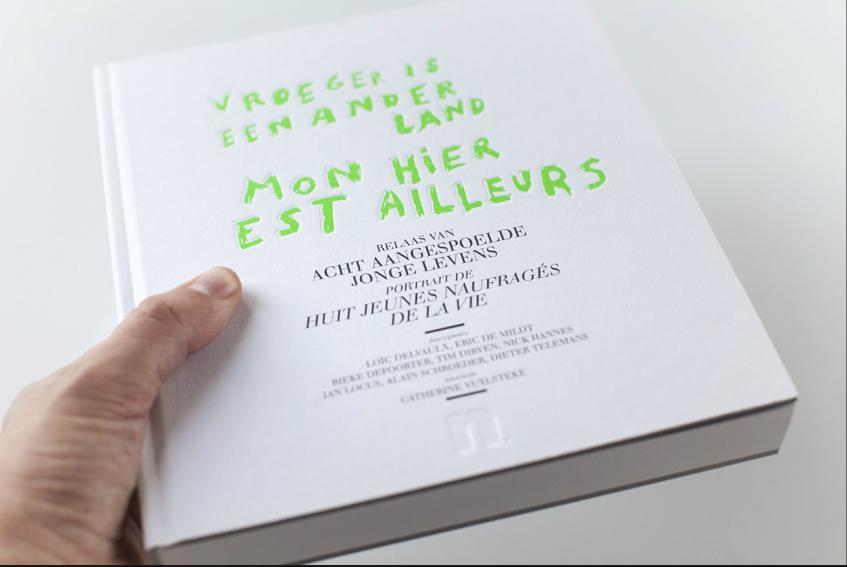 VROEGER IS
EEN ANDER
LAND
MON HiER
EST AILLEURS
RELAAS VAN
ACHT AANGESPOELDE
JONGE LEVENS
PORTRAIT DE
HUIT JEUNES NAUFRAGÉS
DE LA VIE
LOÏC DELVAULX, ERIC DE MILDT
BIEKE DEPOORTER, TIM DIRVEN, NICK HANNES
JAN LOCUS, ALAIN SCHROEDER, DIETER TELEMANS
CATHERINE VUYLSTEKE
n